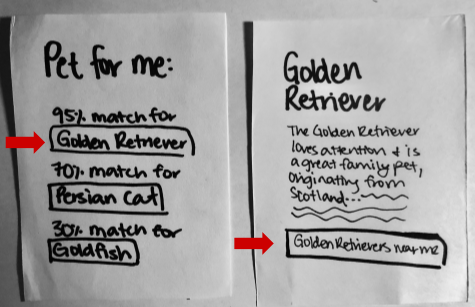 Pet for me:
95% match for
Golden Retriever
70% match for
Persian Cat
30% match for
Goldfish
Golden
Retriever
The Golden Retriever
loves attention & is
a great family pet,
originating from
Scotland...
Golden Retrievers near me